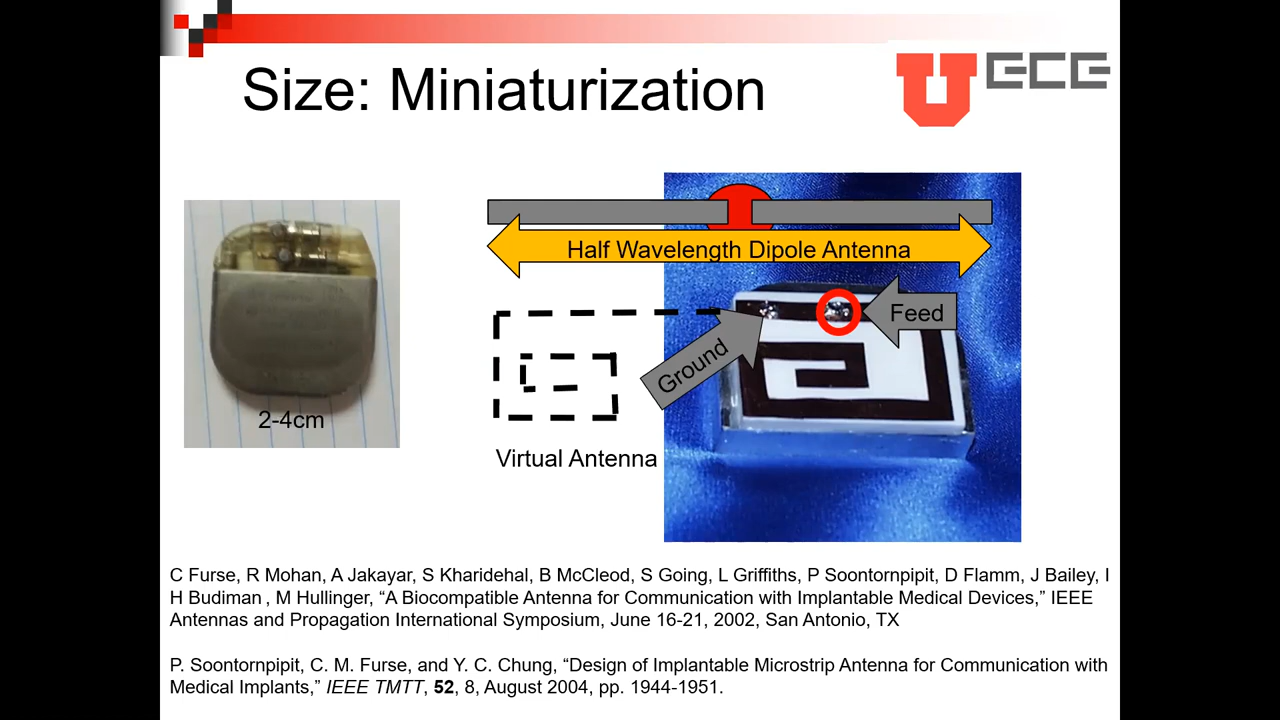 Size: Miniaturization
U ECE
Half Wavelength Dipole Antenna
Feed
Ground
2-4cm
Virtual Antenna
C Furse, R Mohan, A Jakayar, S Kharidehal, B McCleod, S Going, L Griffiths, P Soontornpipit, D Flamm, J Bailey, I
H Budiman , M Hullinger, “A Biocompatible Antenna for Communication with Implantable Medical Devices,” IEEE
Antennas and Propagation International Symposium, June 16-21, 2002, San Antonio, TX
P. Soontornpipit, C. M. Furse, and Y. C. Chung, “Design of Implantable Microstrip Antenna for Communication with
Medical Implants,” IEEE TMTT, 52, 8, August 2004, pp. 1944-1951.